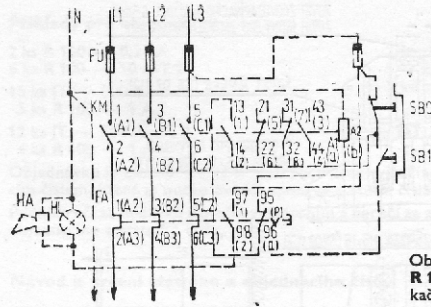 N L1 L2 L3
FU
KM
1 3 5 13 21 31 43
(A1) (B1) (C1) (1) (5) (7) (3)
A2
SB0
2 4 6 14 22 32 44
(A2) (B2) (C2) (2) (6) (4)
(b)
SB1
HA HL FA
1(A2) 3(B2) 5(C2) 97 95
(1) (P)
2(A3) 4(B3) 6(C3) 98 96
(2) (Q)
Ob
R 1
kač